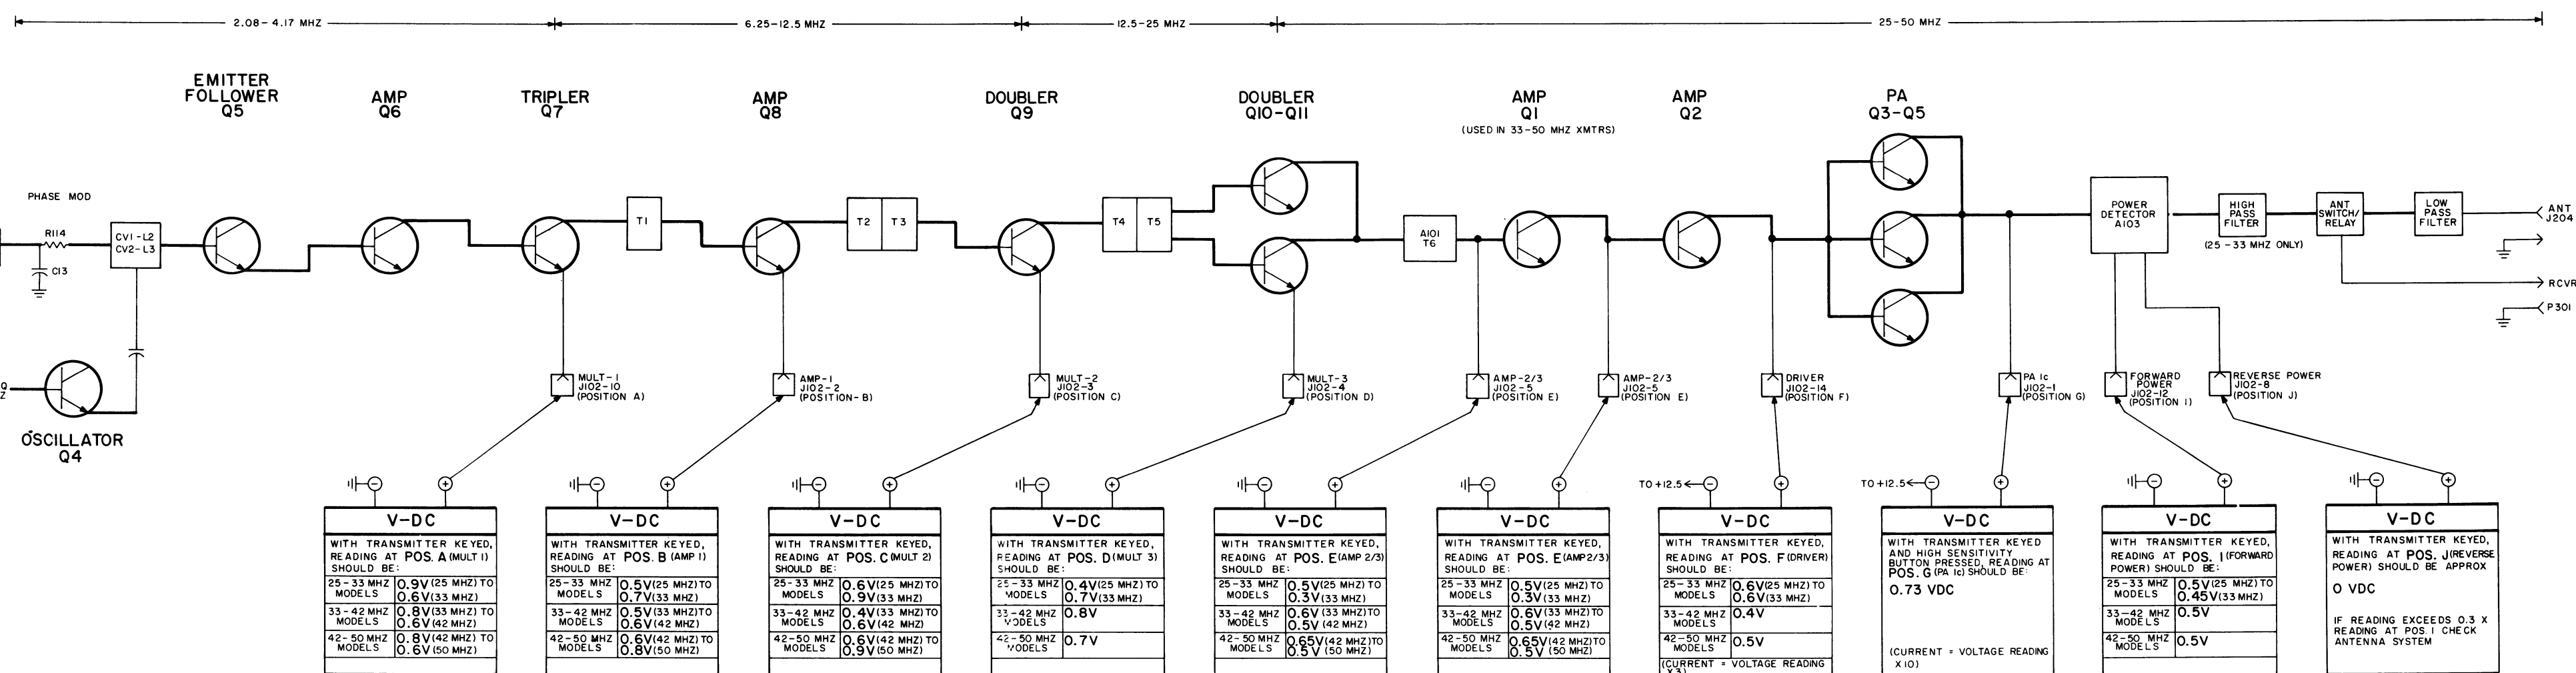 2.08-4.17 MHZ
6.25-12.5 MHZ
12.5-25 MHZ
25-50 MHZ
EMITTER
FOLLOWER
Q5
AMP
Q6
TRIPLER
Q7
AMP
Q8
DOUBLER
Q9
DOUBLER
Q10-Q11
AMP
Q1
(USED IN 33-50 MHZ XMTRS)
AMP
Q2
PA
Q3-Q5
PHASE MOD
R114
C13
CV1-L2
CV2-L3
T1
T2
T3
T4
T5
A101
T6
POWER
DETECTOR
A103
HIGH
PASS
FILTER
(25-33 MHZ ONLY)
ANT
SWITCH/
RELAY
LOW
PASS
FILTER
ANT
J204
RCVR
P301
Q
Z
OSCILLATOR
Q4
MULT-1
J102-10
(POSITION A)
AMP-1
J102-2
(POSITION-B)
MULT-2
J102-3
(POSITION C)
MULT-3
J102-4
(POSITION D)
AMP-2/3
J102-5
(POSITION E)
AMP-2/3
J102-5
(POSITION E)
DRIVER
J102-14
(POSITION F)
PA Ic
J102-1
(POSITION G)
FORWARD
POWER
J102-12
(POSITION I)
REVERSE POWER
J102-8
(POSITION J)
V-DC
WITH TRANSMITTER KEYED,
READING AT POS. A (MULT 1)
SHOULD BE:
25-33 MHZ MODELS 0.9V (25 MHZ) TO 0.6V (33 MHZ)
33-42 MHZ MODELS 0.8V (33 MHZ) TO 0.6V (42 MHZ)
42-50 MHZ MODELS 0.8V (42 MHZ) TO 0.6V (50 MHZ)
V-DC
WITH TRANSMITTER KEYED,
READING AT POS. B (AMP 1)
SHOULD BE:
25-33 MHZ MODELS 0.5V (25 MHZ) TO 0.7V (33 MHZ)
33-42 MHZ MODELS 0.5V (33 MHZ) TO 0.6V (42 MHZ)
42-50 MHZ MODELS 0.6V (42 MHZ) TO 0.8V (50 MHZ)
V-DC
WITH TRANSMITTER KEYED,
READING AT POS. C (MULT 2)
SHOULD BE:
25-33 MHZ MODELS 0.6V (25 MHZ) TO 0.9V (33 MHZ)
33-42 MHZ MODELS 0.4V (33 MHZ) TO 0.6V (42 MHZ)
42-50 MHZ MODELS 0.6V (42 MHZ) TO 0.9V (50 MHZ)
V-DC
WITH TRANSMITTER KEYED,
READING AT POS. D (MULT 3)
SHOULD BE:
25-33 MHZ MODELS 0.4V (25 MHZ) TO 0.7V (33 MHZ)
33-42 MHZ MODELS 0.8V
42-50 MHZ MODELS 0.7V
V-DC
WITH TRANSMITTER KEYED,
READING AT POS. E (AMP 2/3)
SHOULD BE:
25-33 MHZ MODELS 0.5V (25 MHZ) TO 0.3V (33 MHZ)
33-42 MHZ MODELS 0.6V (33 MHZ) TO 0.5V (42 MHZ)
42-50 MHZ MODELS 0.65V (42 MHZ) TO 0.5V (50 MHZ)
V-DC
WITH TRANSMITTER KEYED,
READING AT POS. E (AMP 2/3)
SHOULD BE:
25-33 MHZ MODELS 0.5V (25 MHZ) TO 0.3V (33 MHZ)
33-42 MHZ MODELS 0.6V (33 MHZ) TO 0.5V (42 MHZ)
42-50 MHZ MODELS 0.65V (42 MHZ) TO 0.5V (50 MHZ)
TO +12.5
V-DC
WITH TRANSMITTER KEYED,
READING AT POS. F (DRIVER)
SHOULD BE:
25-33 MHZ MODELS 0.6V (25 MHZ) TO 0.6V (33 MHZ)
33-42 MHZ MODELS 0.4V
42-50 MHZ MODELS 0.5V
(CURRENT = VOLTAGE READING
X3)
TO +12.5
V-DC
WITH TRANSMITTER KEYED
AND HIGH SENSITIVITY
BUTTON PRESSED, READING AT
POS. G (PA Ic) SHOULD BE:
0.73 VDC
(CURRENT = VOLTAGE READING
X10)
V-DC
WITH TRANSMITTER KEYED,
READING AT POS. I (FORWARD
POWER) SHOULD BE:
25-33 MHZ MODELS 0.5V (25 MHZ) TO 0.45V (33 MHZ)
33-42 MHZ MODELS 0.5V
42-50 MHZ MODELS 0.5V
V-DC
WITH TRANSMITTER KEYED,
READING AT POS. J (REVERSE
POWER) SHOULD BE APPROX
0 VDC
IF READING EXCEEDS 0.3 X
READING AT POS. I CHECK
ANTENNA SYSTEM